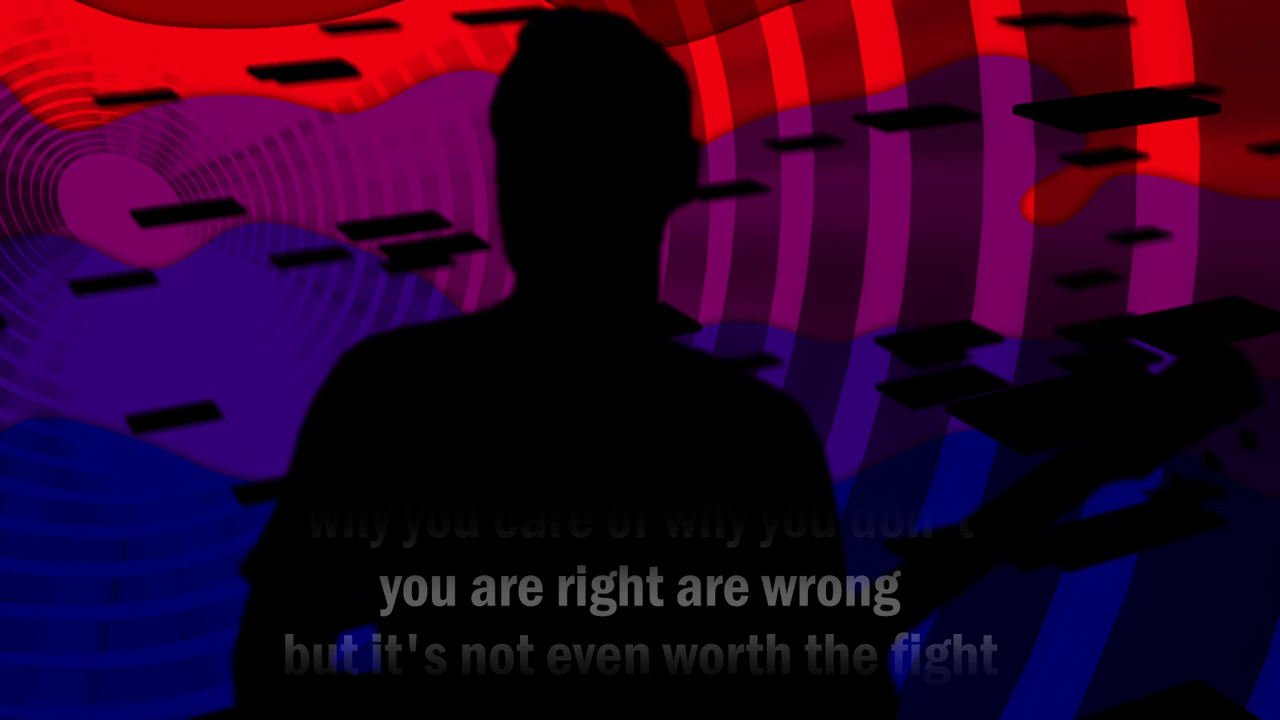 why you care or why you don't
you are right are wrong
but it's not even worth the fight